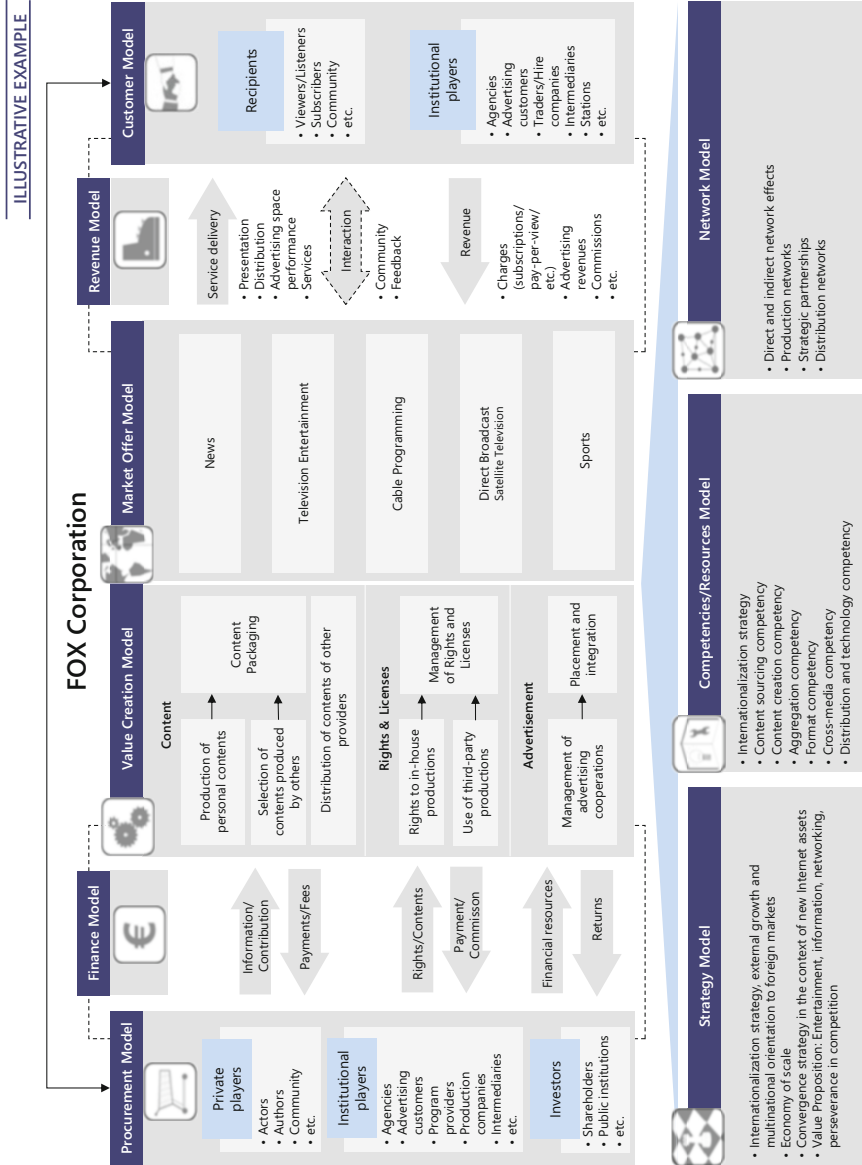 ILLUSTRATIVE EXAMPLE
FOX Corporation
Procurement Model
Private
players
• Actors
• Authors
• Community
• etc.
Institutional
players
• Agencies
• Advertising
customers
• Program
providers
• Production
companies
• Intermediaries
• etc.
Investors
• Shareholders
• Public institutions
• etc.
Finance Model
€
Information/
Contribution
Payments/Fees
Rights/Contents
Payment/
Commisson
Financial resources
Returns
Value Creation Model
Content
Production of
personal contents
Selection of
contents produced
by others
Content
Packaging
Distribution of contents of other
providers
Rights & Licenses
Rights to in-house
productions
Use of third-party
productions
Management
of Rights and
Licenses
Advertisement
Management of
advertising
cooperations
Placement and
integration
Market Offer Model
News
Television Entertainment
Cable Programming
Direct Broadcast
Satellite Television
Sports
Revenue Model
Service delivery
• Presentation
• Distribution
• Advertising space
performance
• Services
Interaction
• Community
• Feedback
Revenue
• Charges
(subscriptions/
pay-per-view/
etc.)
• Advertising
revenues
• Commissions
• etc.
Customer Model
Recipients
• Viewers/Listeners
• Subscribers
• Community
• etc.
Institutional
players
• Agencies
• Advertising
customers
• Traders/Hire
companies
• Intermediaries
• Stations
• etc.
Strategy Model
• Internationalization strategy, external growth and
multinational orientation to foreign markets
• Economy of scale
• Convergence strategy in the context of new Internet assets
• Value Proposition: Entertainment, information, networking,
perseverance in competition
Competencies/Resources Model
• Internationalization strategy
• Content sourcing competency
• Content creation competency
• Aggregation competency
• Format competency
• Cross-media competency
• Distribution and technology competency
Network Model
• Direct and indirect network effects
• Production networks
• Strategic partnerships
• Distribution networks